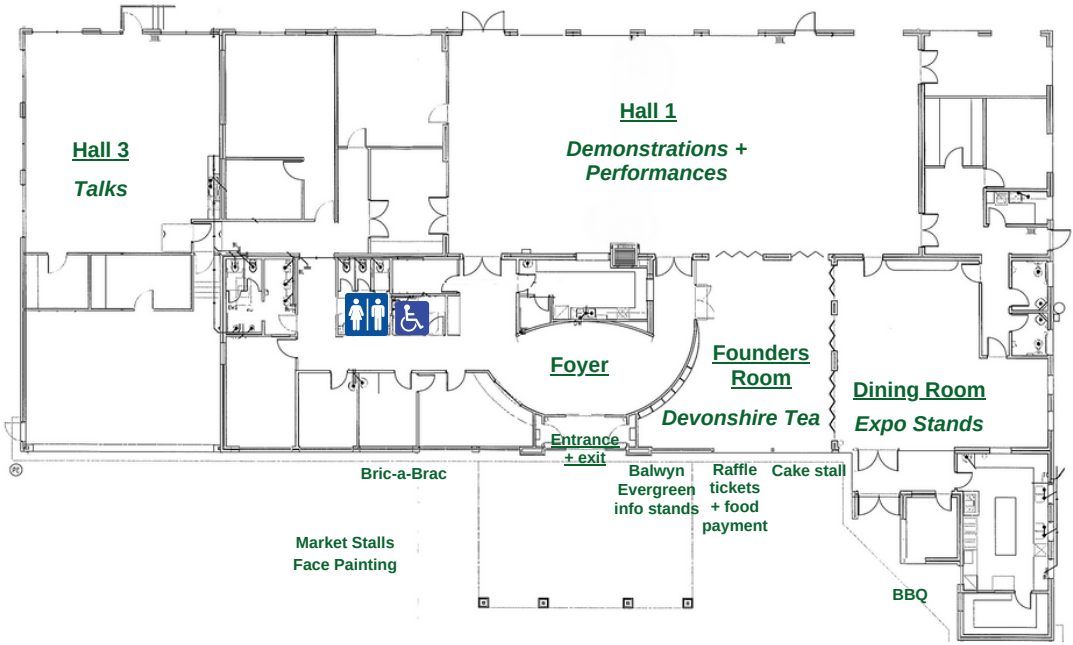 Hall 1
Demonstrations +
Performances
Hall 3
Talks
Foyer
Founders
Room
Devonshire Tea
Dining Room
Expo Stands
Entrance
+ exit
Bric-a-Brac
Balwyn
Evergreen
info stands
Raffle
tickets
+ food
payment
Cake stall
Market Stalls
Face Painting
BBQ